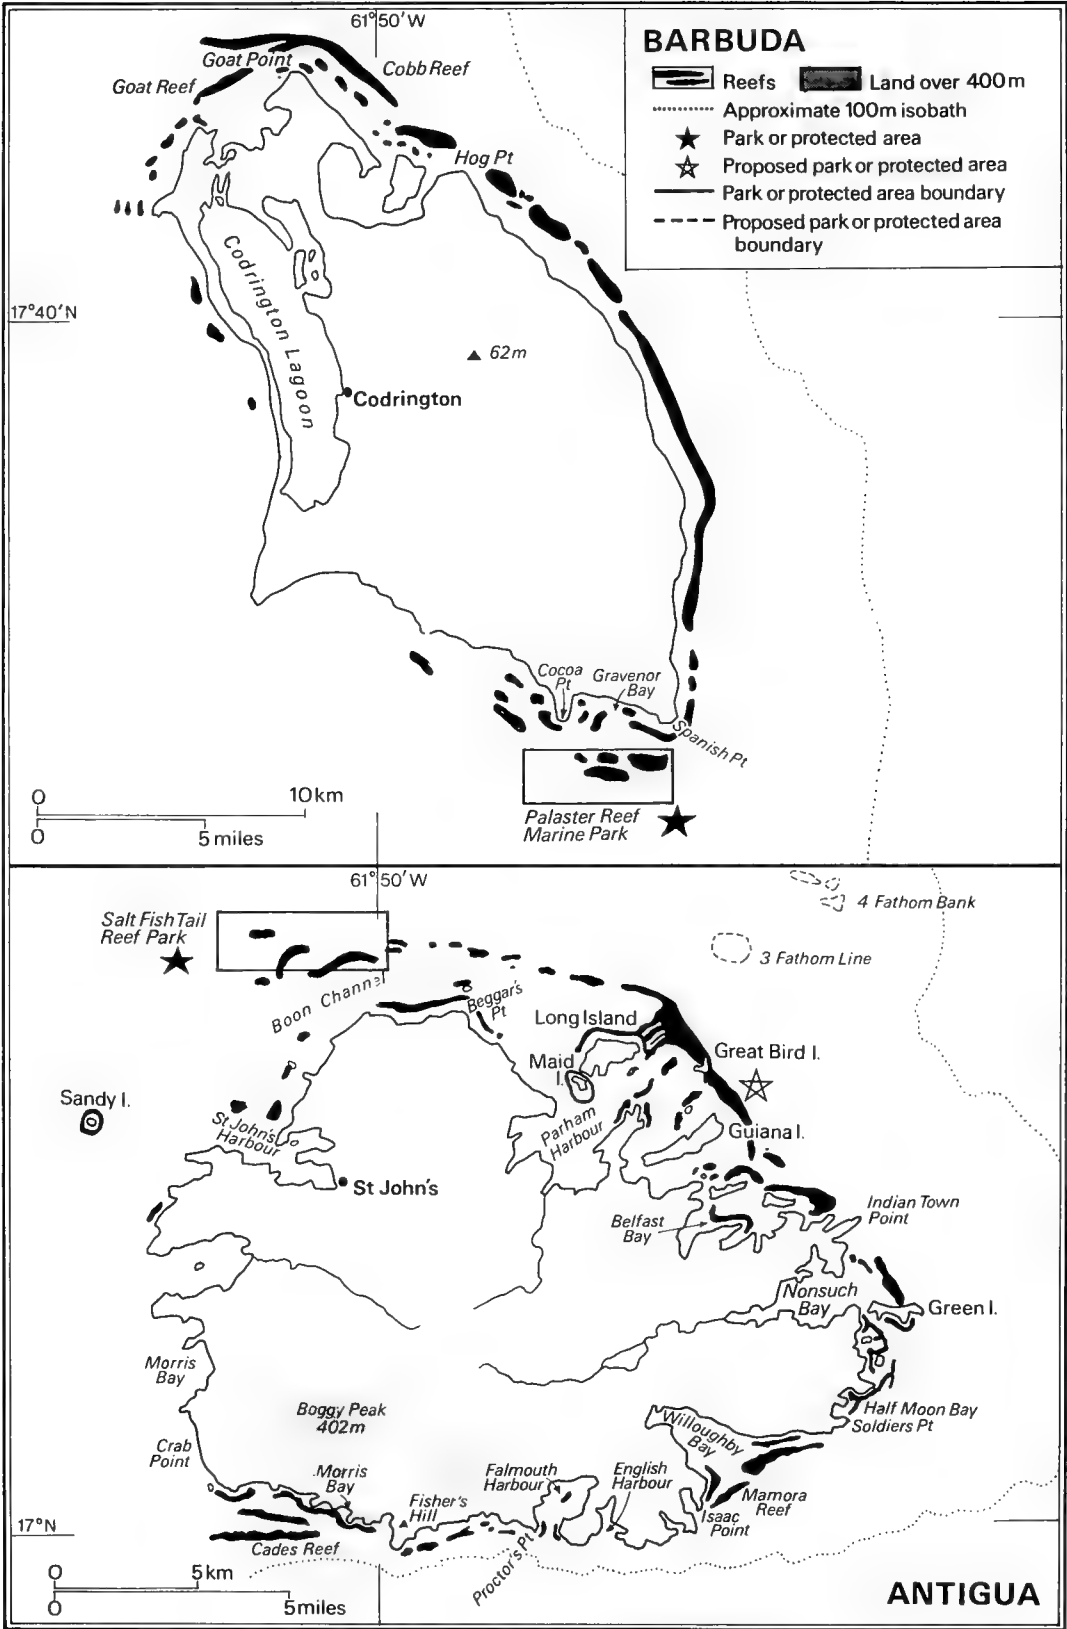 61°50′W
BARBUDA
Reefs
Land over 400m
Approximate 100m isobath
Park or protected area
Proposed park or protected area
Park or protected area boundary
Proposed park or protected area
boundary
Goat Point
Cobb Reef
Goat Reef
Hog Pt
Codrington Lagoon
17°40′N
62m
Codrington
Cocoa
Pt
Gravenor
Bay
Spanish Pt
0
10km
0
5 miles
Palaster Reef
Marine Park
61°50′W
Salt Fish Tail
Reef Park
4 Fathom Bank
3 Fathom Line
Boon Channel
Beggar's
Pt
Long Island
Maid
I.
Great Bird I.
Sandy I.
St John's
Harbour
Parham
Harbour
Guiana I.
St John's
Belfast
Bay
Indian Town
Point
Nonsuch
Bay
Green I.
Morris
Bay
Boggy Peak
402m
Half Moon Bay
Soldiers Pt
Willoughby
Bay
Crab
Point
Morris
Bay
Falmouth
Harbour
English
Harbour
Fisher's
Hill
Mamora
Reef
Isaac
Point
17°N
Cades Reef
Proctor's Pt
0
5km
0
5miles
ANTIGUA